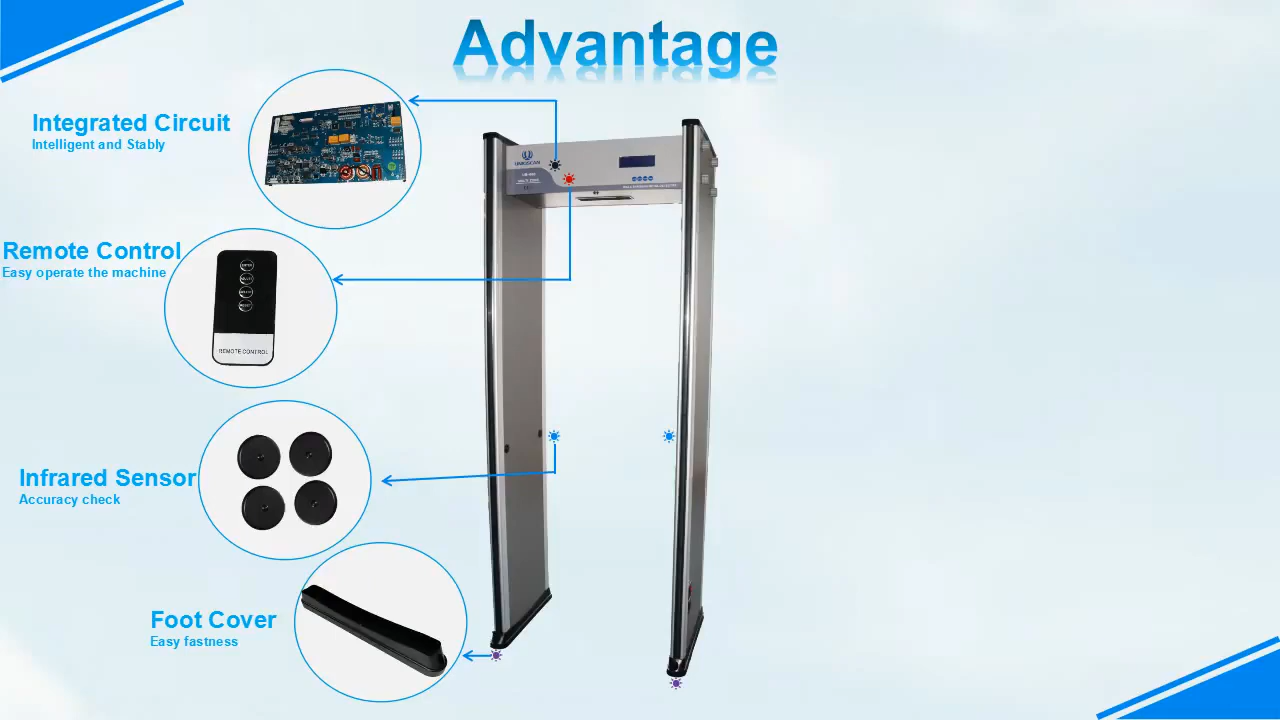 Advantage
Integrated Circuit
Intelligent and Stably
UNIQSCAN
Remote Control
Easy operate the machine
REMOTE CONTROL
Infrared Sensor
Accuracy check
Foot Cover
Easy fastness